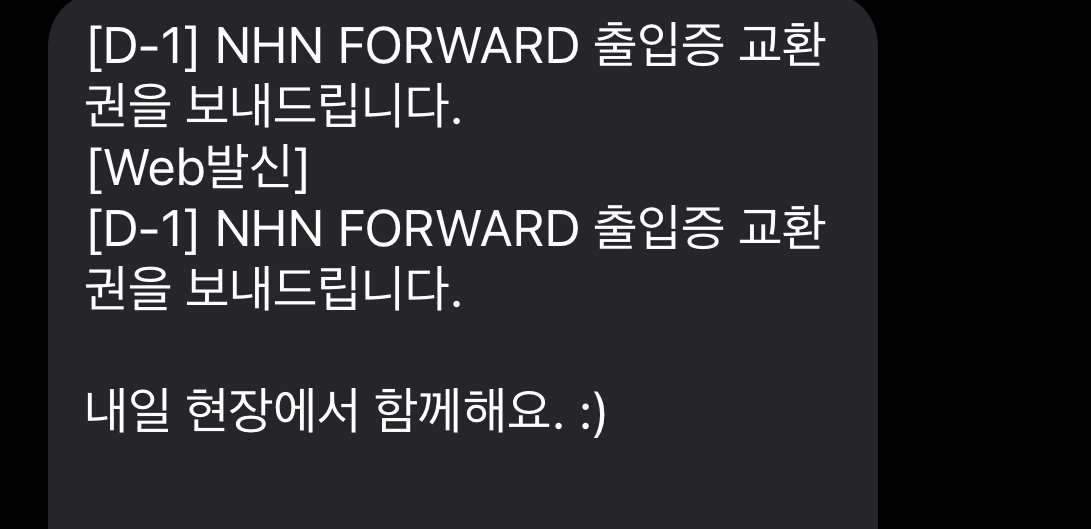 [D-1] NHN FORWARD 출입증 교환
권을 보내드립니다.
[Web발신]
[D-1] NHN FORWARD 출입증 교환
권을 보내드립니다.
내일 현장에서 함께해요. :)